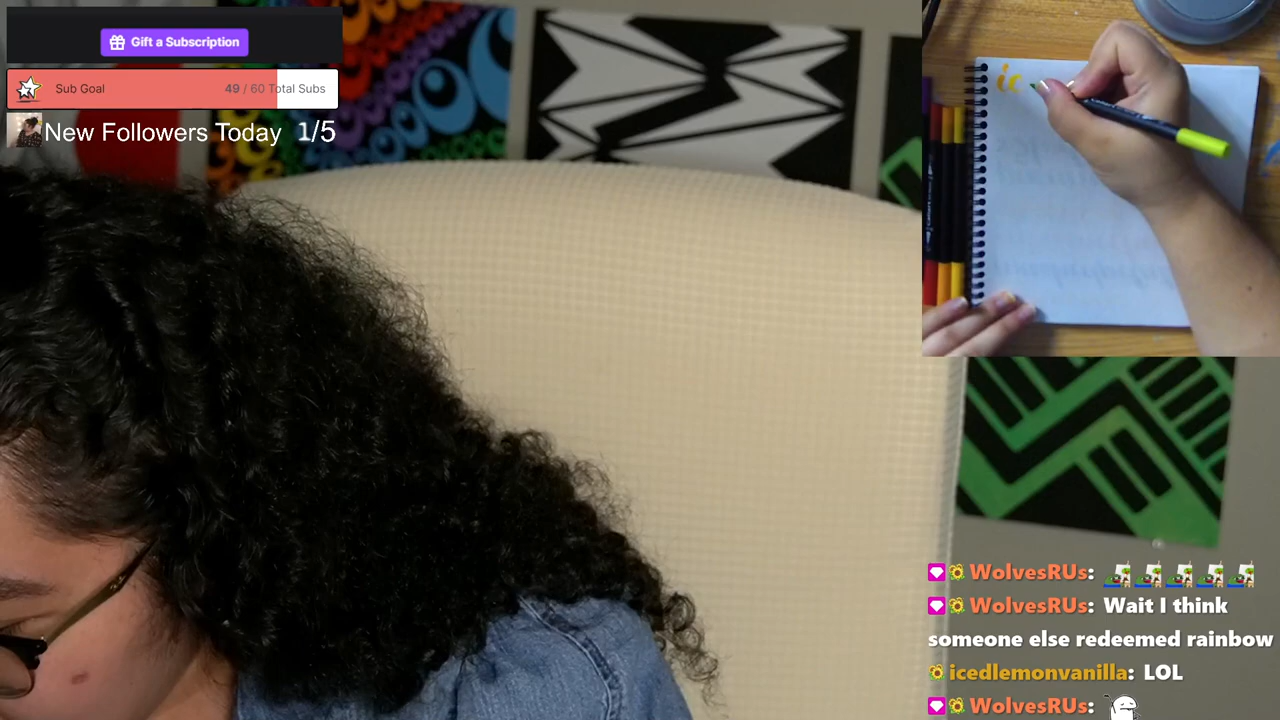 Gift a Subscription
Sub Goal 49 / 60 Total Subs
New Followers Today 1/5
ic
WolvesRUs:
WolvesRUs: Wait I think
someone else redeemed rainbow
icedlemonvanilla: LOL
WolvesRUs: